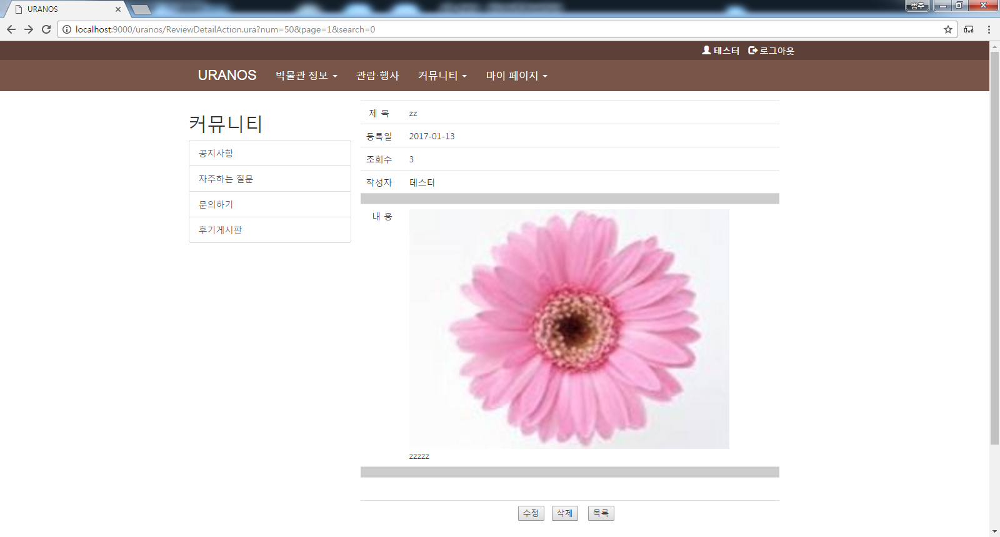 URANOS
범주
localhost:9000/uranos/ReviewDetailAction.ura?num=50&page=1&search=0
테스터 로그아웃
URANOS 박물관 정보 관람·행사 커뮤니티 마이 페이지
커뮤니티
공지사항
자주하는 질문
문의하기
후기게시판
제 목 zz
등록일 2017-01-13
조회수 3
작성자 테스터
내 용
zzzzz
수정 삭제 목록